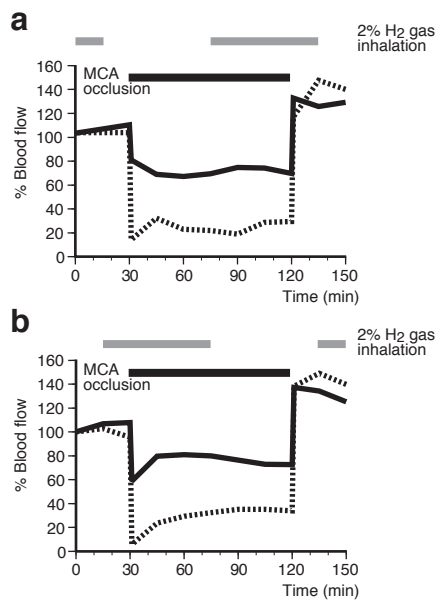 a
2% H2 gas
inhalation
160
140
120
100
80
60
40
20
0
% Blood flow
MCA
occlusion
0 30 60 90 120 150
Time (min)
b
2% H2 gas
inhalation
160
140
120
100
80
60
40
20
0
% Blood flow
MCA
occlusion
0 30 60 90 120 150
Time (min)